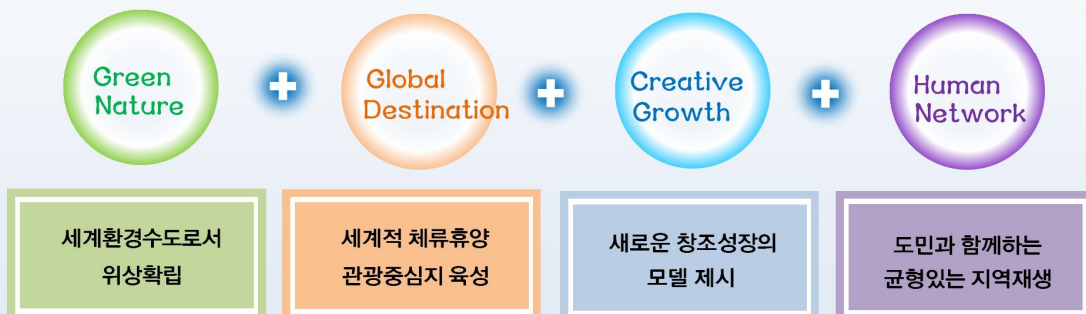 Green
Nature
Global
Destination
Creative
Growth
Human
Network
세계환경수도로서
위상확립
세계적 체류휴양
관광중심지 육성
새로운 창조성장의
모델 제시
도민과 함께하는
균형있는 지역재생